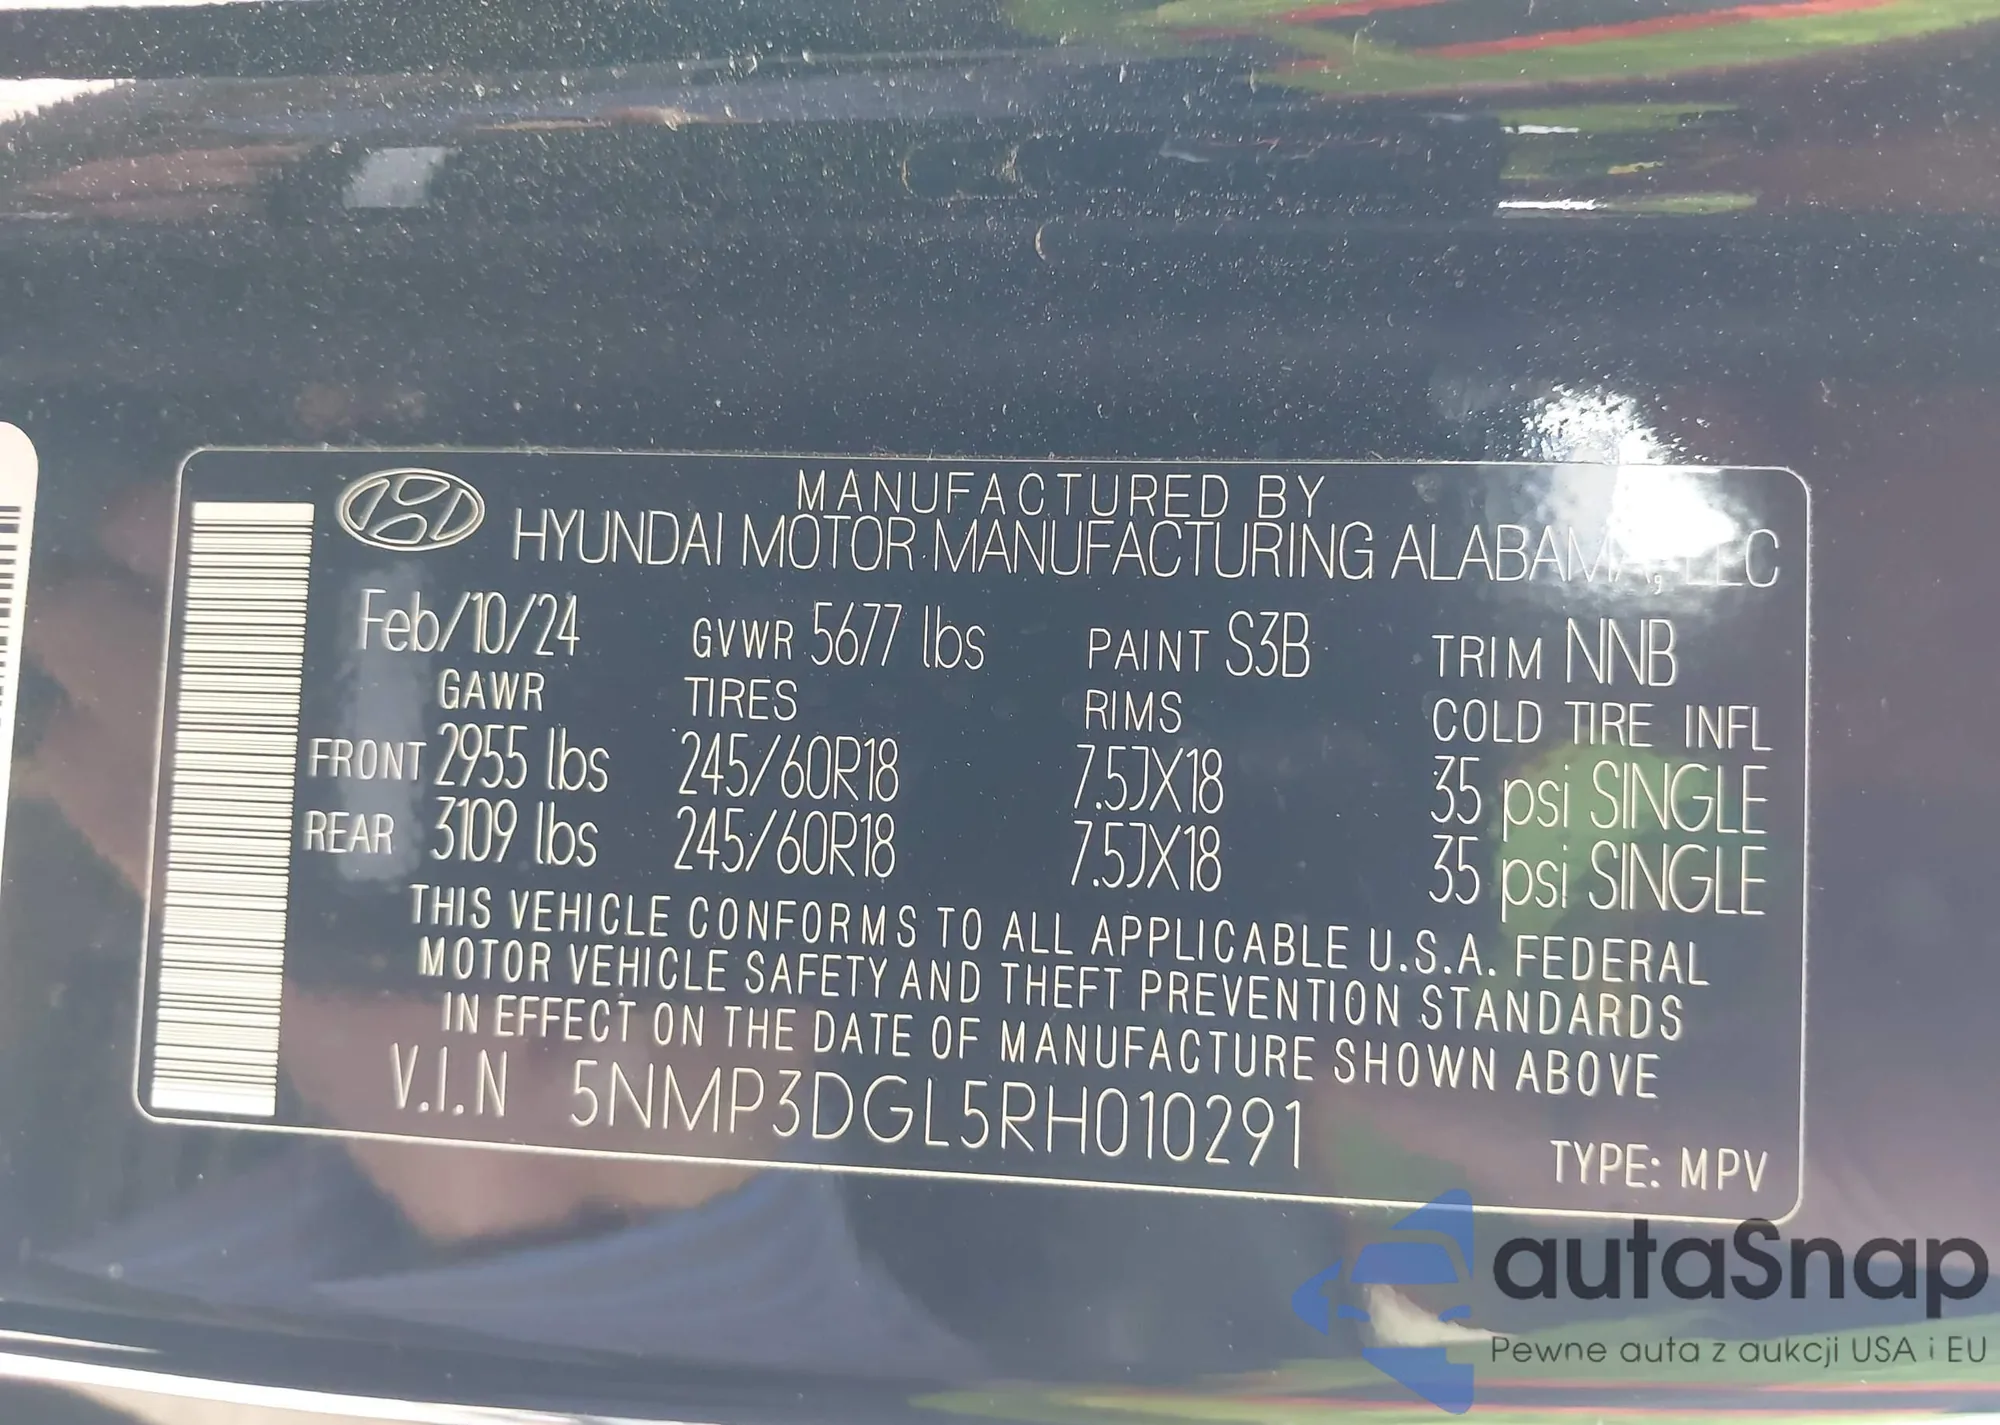 MANUFACTURED BY
HYUNDAI MOTOR MANUFACTURING ALABAMA, LLC
Feb/10/24 GVWR 5677 lbs PAINT S3B TRIM NNB
GAWR TIRES RIMS COLD TIRE INFL
FRONT 2955 lbs 245/60R18 7.5JX18 35 psi SINGLE
REAR 3109 lbs 245/60R18 7.5JX18 35 psi SINGLE
THIS VEHICLE CONFORMS TO ALL APPLICABLE U.S.A. FEDERAL
MOTOR VEHICLE SAFETY AND THEFT PREVENTION STANDARDS
IN EFFECT ON THE DATE OF MANUFACTURE SHOWN ABOVE
V.I.N 5NMP3DGL5RH010291
TYPE: MPV
autaSnap
Pewne auta z aukcji USA i EU